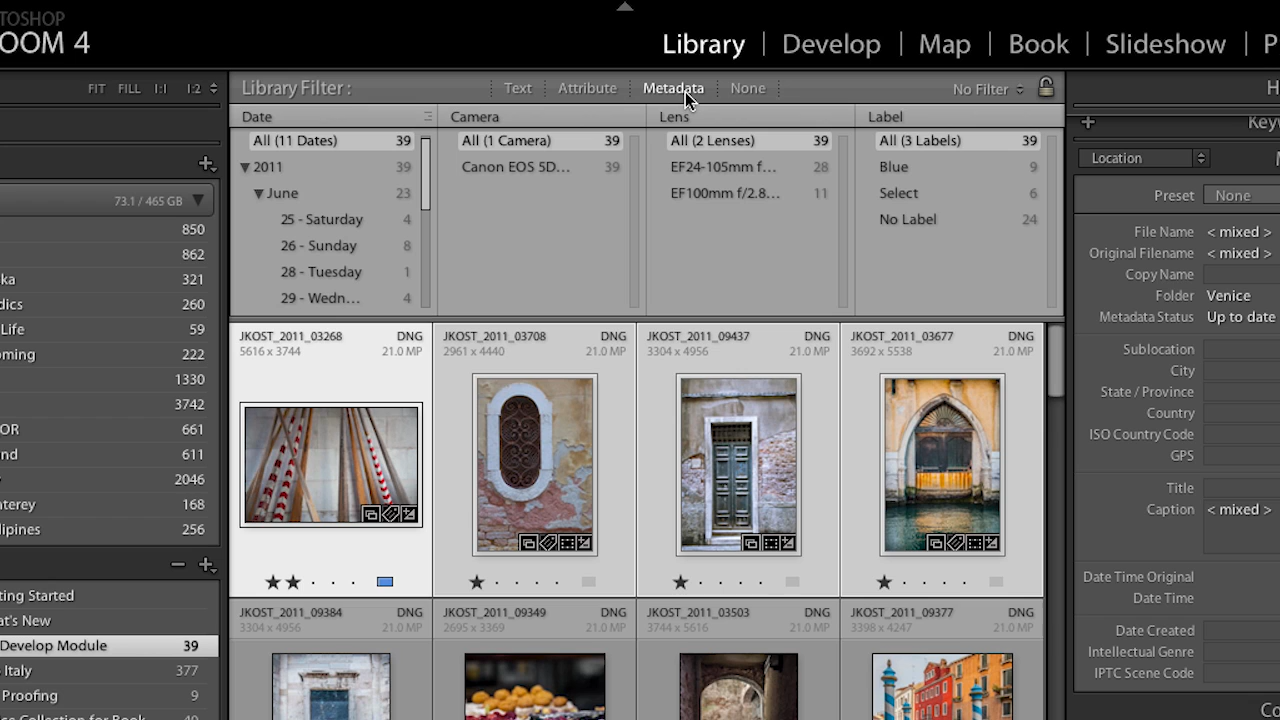 TOSHOP
OOM 4
Library | Develop | Map | Book | Slideshow | P
FIT FILL 1:1 1:2
73.1 / 465 GB
850
862
ka 321
dics 260
Life 59
oming 222
1330
3742
OR 661
nd 611
2046
nterey 168
lipines 256
ting Started
at's New
Develop Module 39
Italy 377
Proofing 9
Library Filter : Text Attribute Metadata None No Filter
Date Camera Lens Label
All (11 Dates) 39 All (1 Camera) 39 All (2 Lenses) 39 All (3 Labels) 39
2011 39 Canon EOS 5D... 39 EF24-105mm f... 28 Blue 9
June 23 EF100mm f/2.8... 11 Select 6
25 - Saturday 4 No Label 24
26 - Sunday 8
28 - Tuesday 1
29 - Wedn... 4
JKOST_2011_03268 DNG JKOST_2011_03708 DNG JKOST_2011_09437 DNG JKOST_2011_03677 DNG
5616 x 3744 21.0 MP 2961 x 4440 21.0 MP 3304 x 4956 21.0 MP 3692 x 5538 21.0 MP
JKOST_2011_09384 DNG JKOST_2011_09349 DNG JKOST_2011_03503 DNG JKOST_2011_09377 DNG
3304 x 4956 21.0 MP 2695 x 3369 21.0 MP 3744 x 5616 21.0 MP 3398 x 4247 21.0 MP
H
Keyw
Location
Preset None
File Name < mixed >
Original Filename < mixed >
Copy Name
Folder Venice
Metadata Status Up to date
Sublocation
City
State / Province
Country
ISO Country Code
GPS
Title
Caption < mixed >
Date Time Original
Date Time
Date Created
Intellectual Genre
IPTC Scene Code
Co